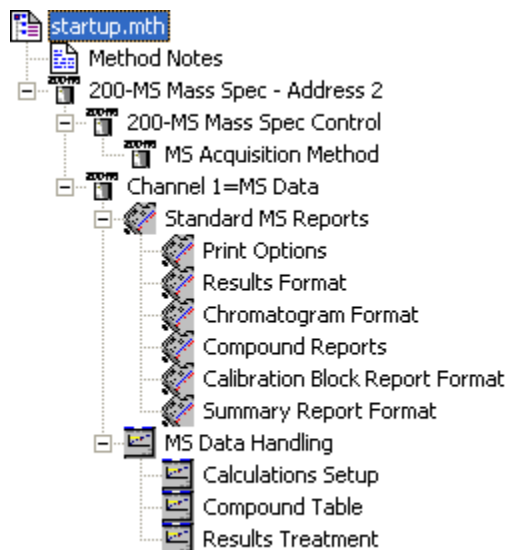 startup.mth
Method Notes
200-MS Mass Spec - Address 2
200-MS Mass Spec Control
MS Acquisition Method
Channel 1=MS Data
Standard MS Reports
Print Options
Results Format
Chromatogram Format
Compound Reports
Calibration Block Report Format
Summary Report Format
MS Data Handling
Calculations Setup
Compound Table
Results Treatment